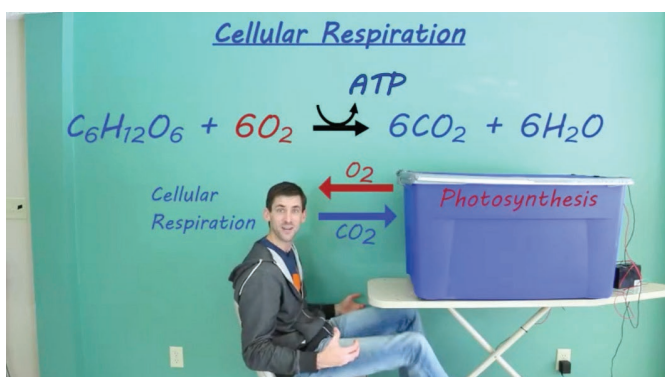 Cellular Respiration
ATP
C₆H₁₂O₆ + 6O₂ → 6CO₂ + 6H₂O
O₂
Cellular
Respiration
Photosynthesis
CO₂